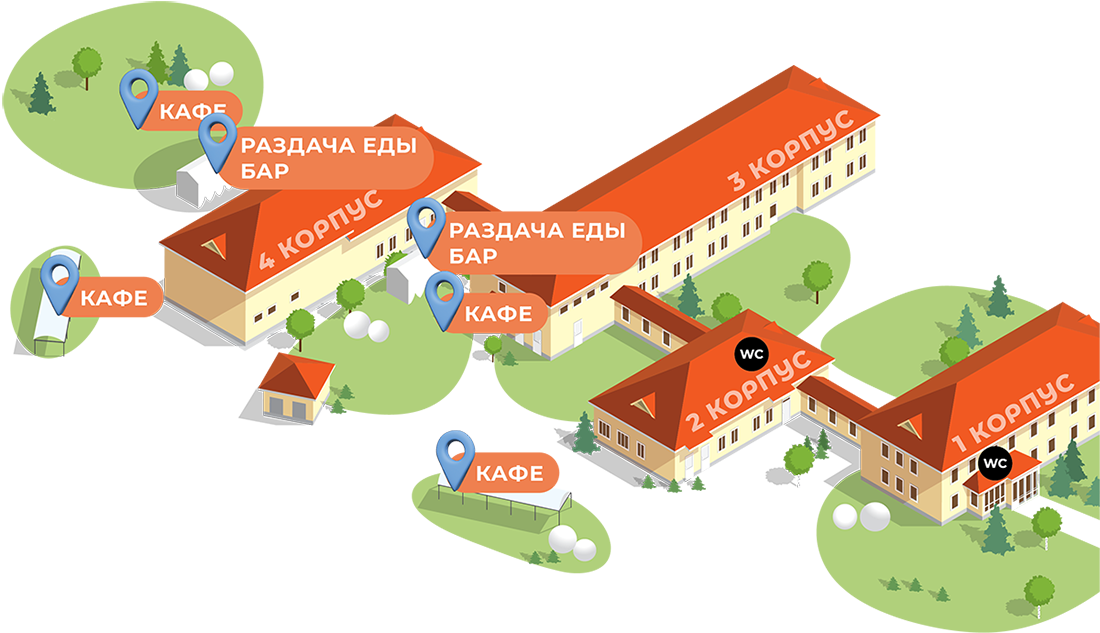 КАФЕ
РАЗДАЧА ЕДЫ
БАР
3 КОРПУС
4 КОРПУС
РАЗДАЧА ЕДЫ
БАР
КАФЕ
КАФЕ
WC
2 КОРПУС
1 КОРПУС
WC
КАФЕ